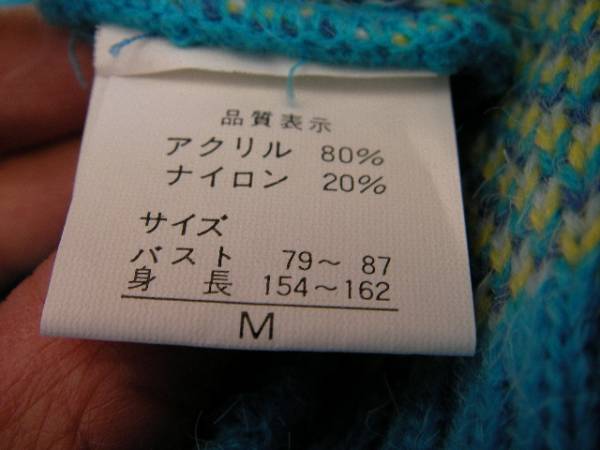 品質表示
アクリル 80%
ナイロン 20%
サイズ
バスト 79～ 87
身 長 154～162
M